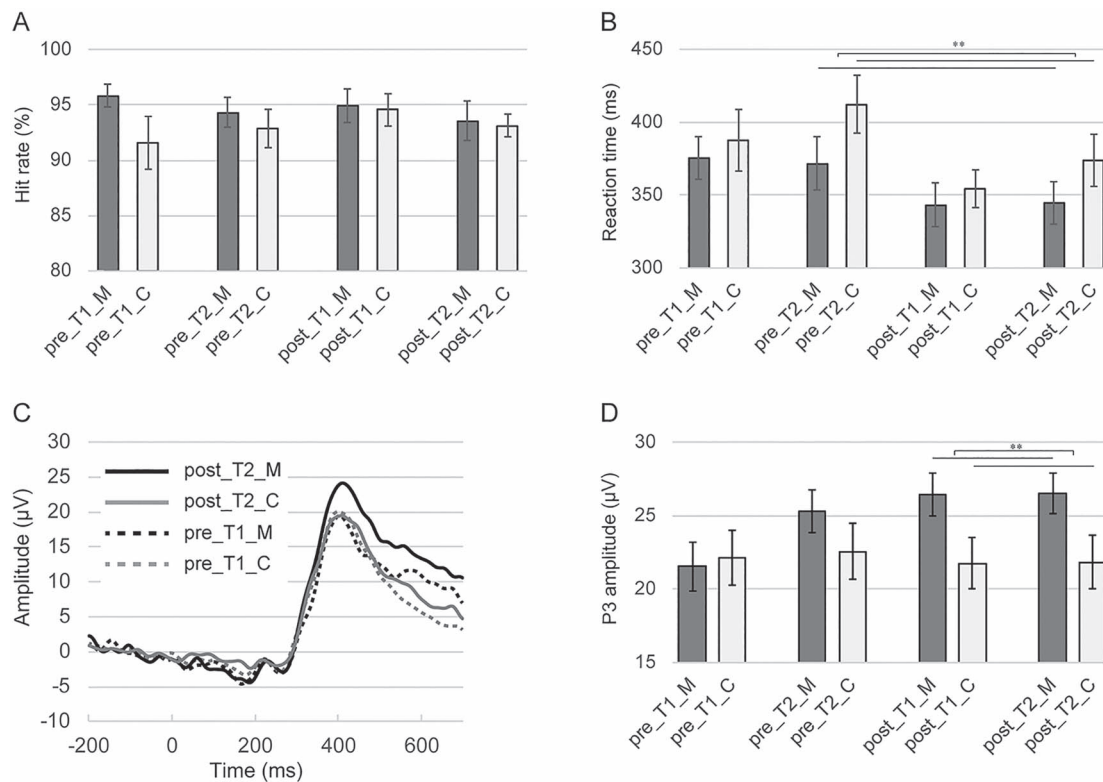 A
Hit rate (%)
100
95
90
85
80
pre_T1_M
pre_T1_C
pre_T2_M
pre_T2_C
post_T1_M
post_T1_C
post_T2_M
post_T2_C
B
Reaction time (ms)
450
400
350
300
**
pre_T1_M
pre_T1_C
pre_T2_M
pre_T2_C
post_T1_M
post_T1_C
post_T2_M
post_T2_C
C
Amplitude (µV)
30
25
20
15
10
5
0
-5
-10
post_T2_M
post_T2_C
pre_T1_M
pre_T1_C
-200
0
200
400
600
Time (ms)
D
P3 amplitude (µV)
30
25
20
15
**
pre_T1_M
pre_T1_C
pre_T2_M
pre_T2_C
post_T1_M
post_T1_C
post_T2_M
post_T2_C